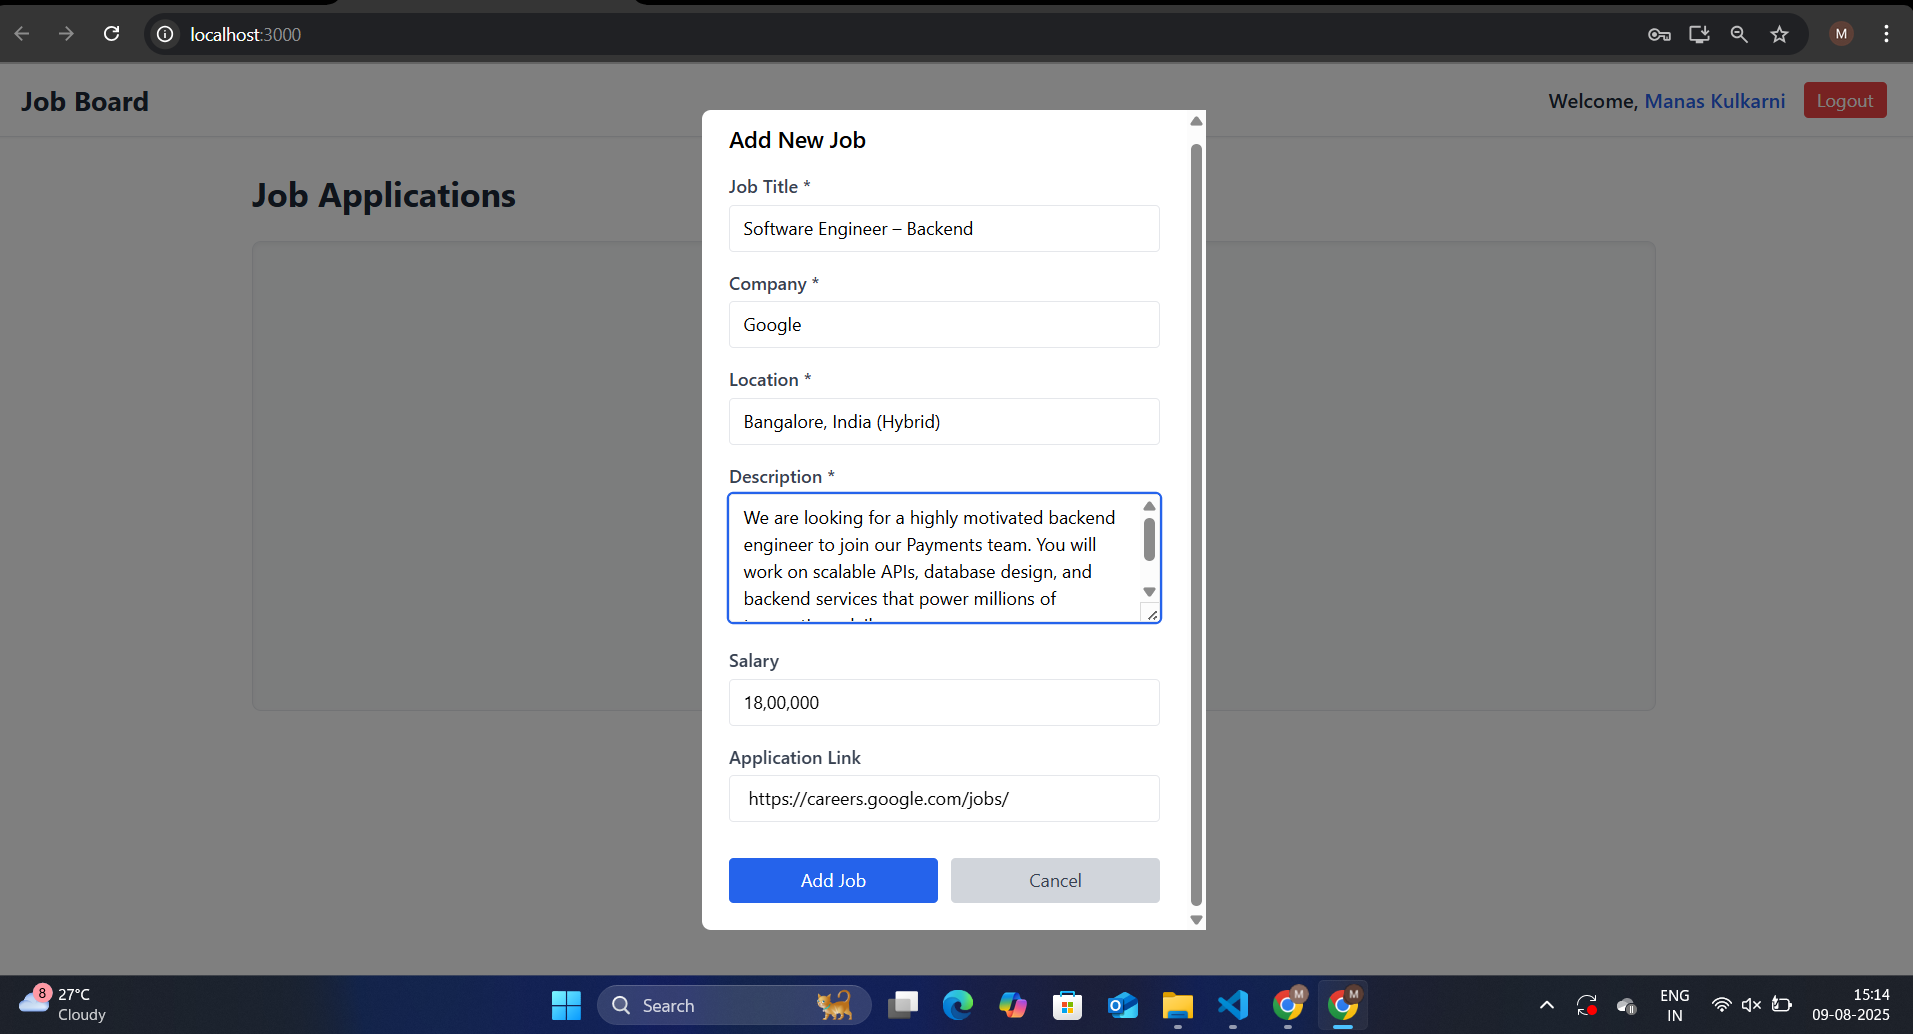 localhost:3000
M
Job Board
Welcome, Manas Kulkarni
Logout
Job Applications
Add New Job
Job Title *
Software Engineer – Backend
Company *
Google
Location *
Bangalore, India (Hybrid)
Description *
We are looking for a highly motivated backend
engineer to join our Payments team. You will
work on scalable APIs, database design, and
backend services that power millions of
Salary
18,00,000
Application Link
https://careers.google.com/jobs/
Add Job
Cancel
8
27°C
Cloudy
Search
M
M
ENG
IN
15:14
09-08-2025